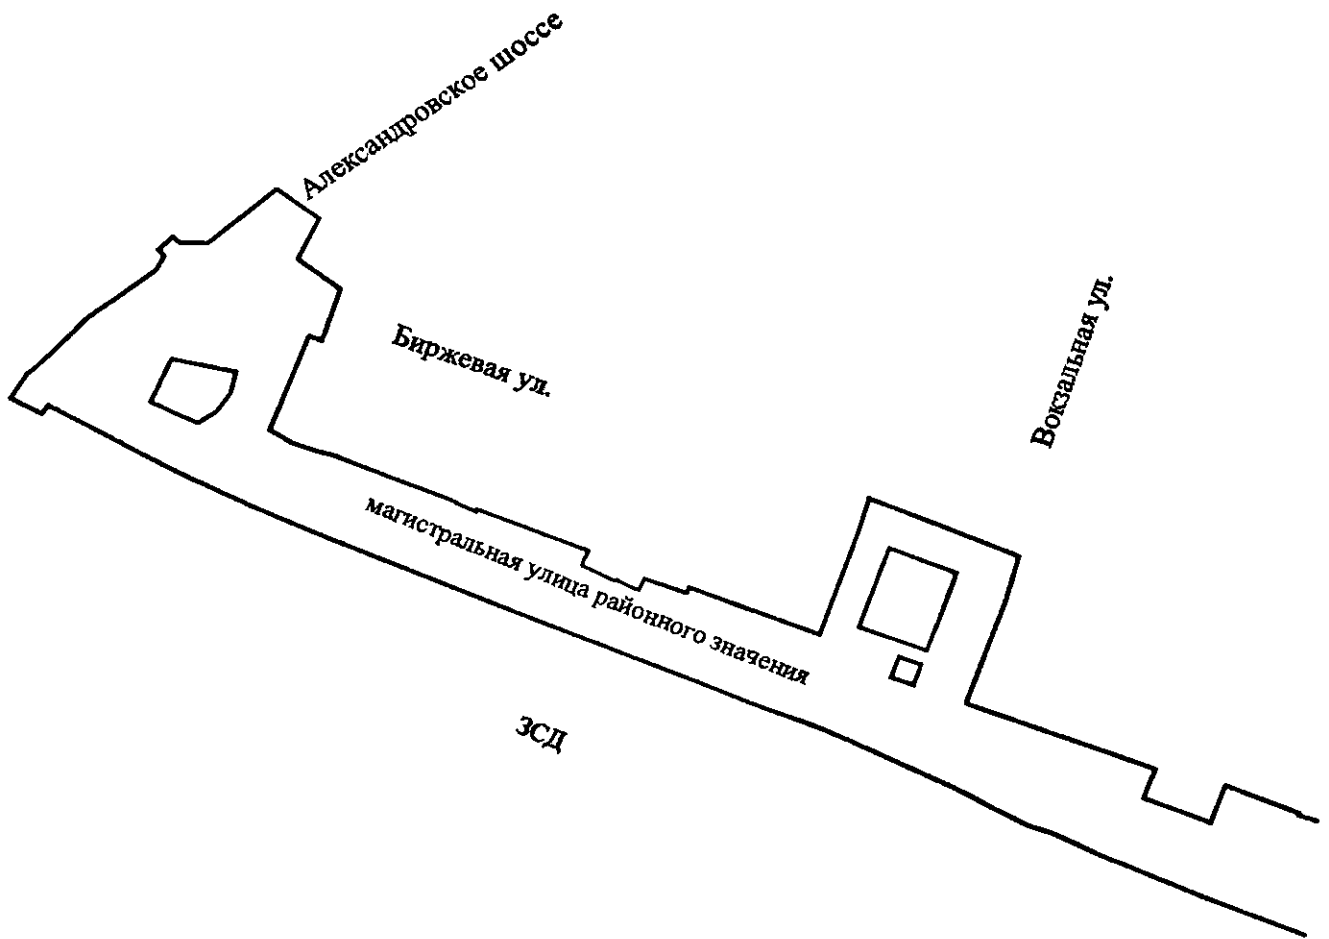 Александровское шоссе
Биржевая ул.
Вокзальная ул.
магистральная улица районного значения
ЗСД